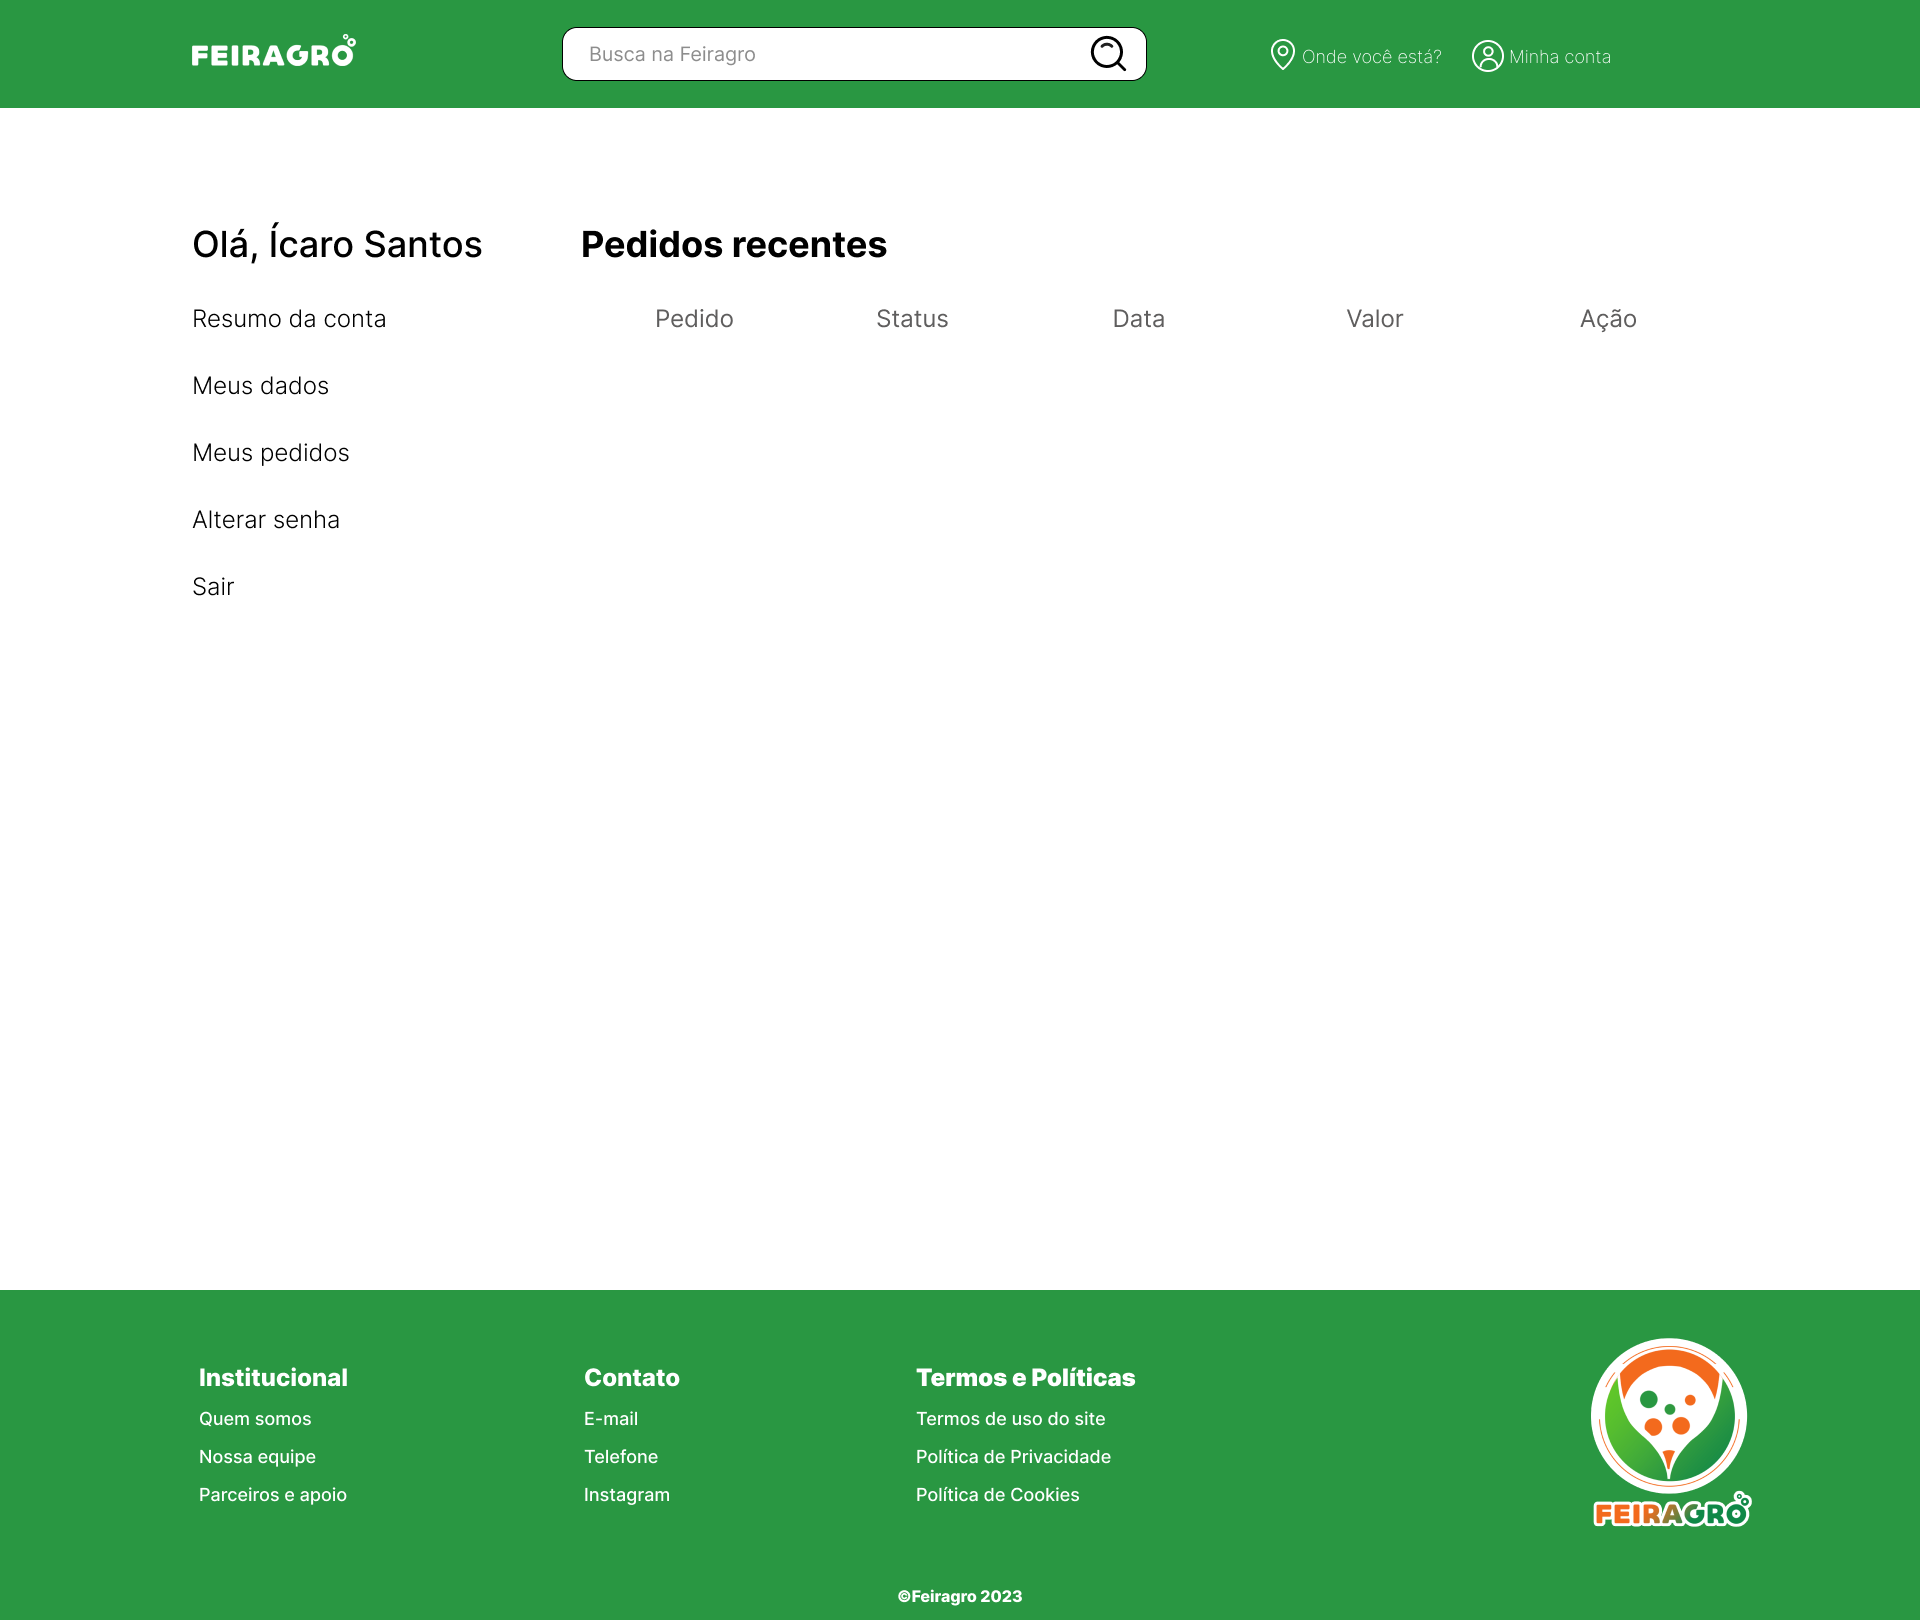 FEIRAGRO
Busca na Feiragro
Onde você está?
Minha conta
Olá, Ícaro Santos
Resumo da conta
Meus dados
Meus pedidos
Alterar senha
Sair
Pedidos recentes
Pedido Status Data Valor Ação
Institucional
Quem somos
Nossa equipe
Parceiros e apoio
Contato
E-mail
Telefone
Instagram
Termos e Políticas
Termos de uso do site
Política de Privacidade
Política de Cookies
FEIRAGRO
©Feiragro 2023